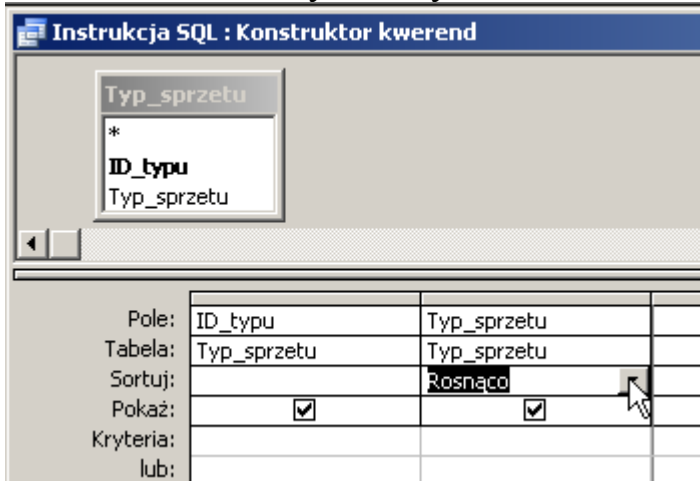 Instrukcja SQL : Konstruktor kwerend
Typ_sprzetu
*
ID_typu
Typ_sprzetu
Pole: ID_typu Typ_sprzetu
Tabela: Typ_sprzetu Typ_sprzetu
Sortuj: Rosnąco
Pokaż:
Kryteria:
lub: